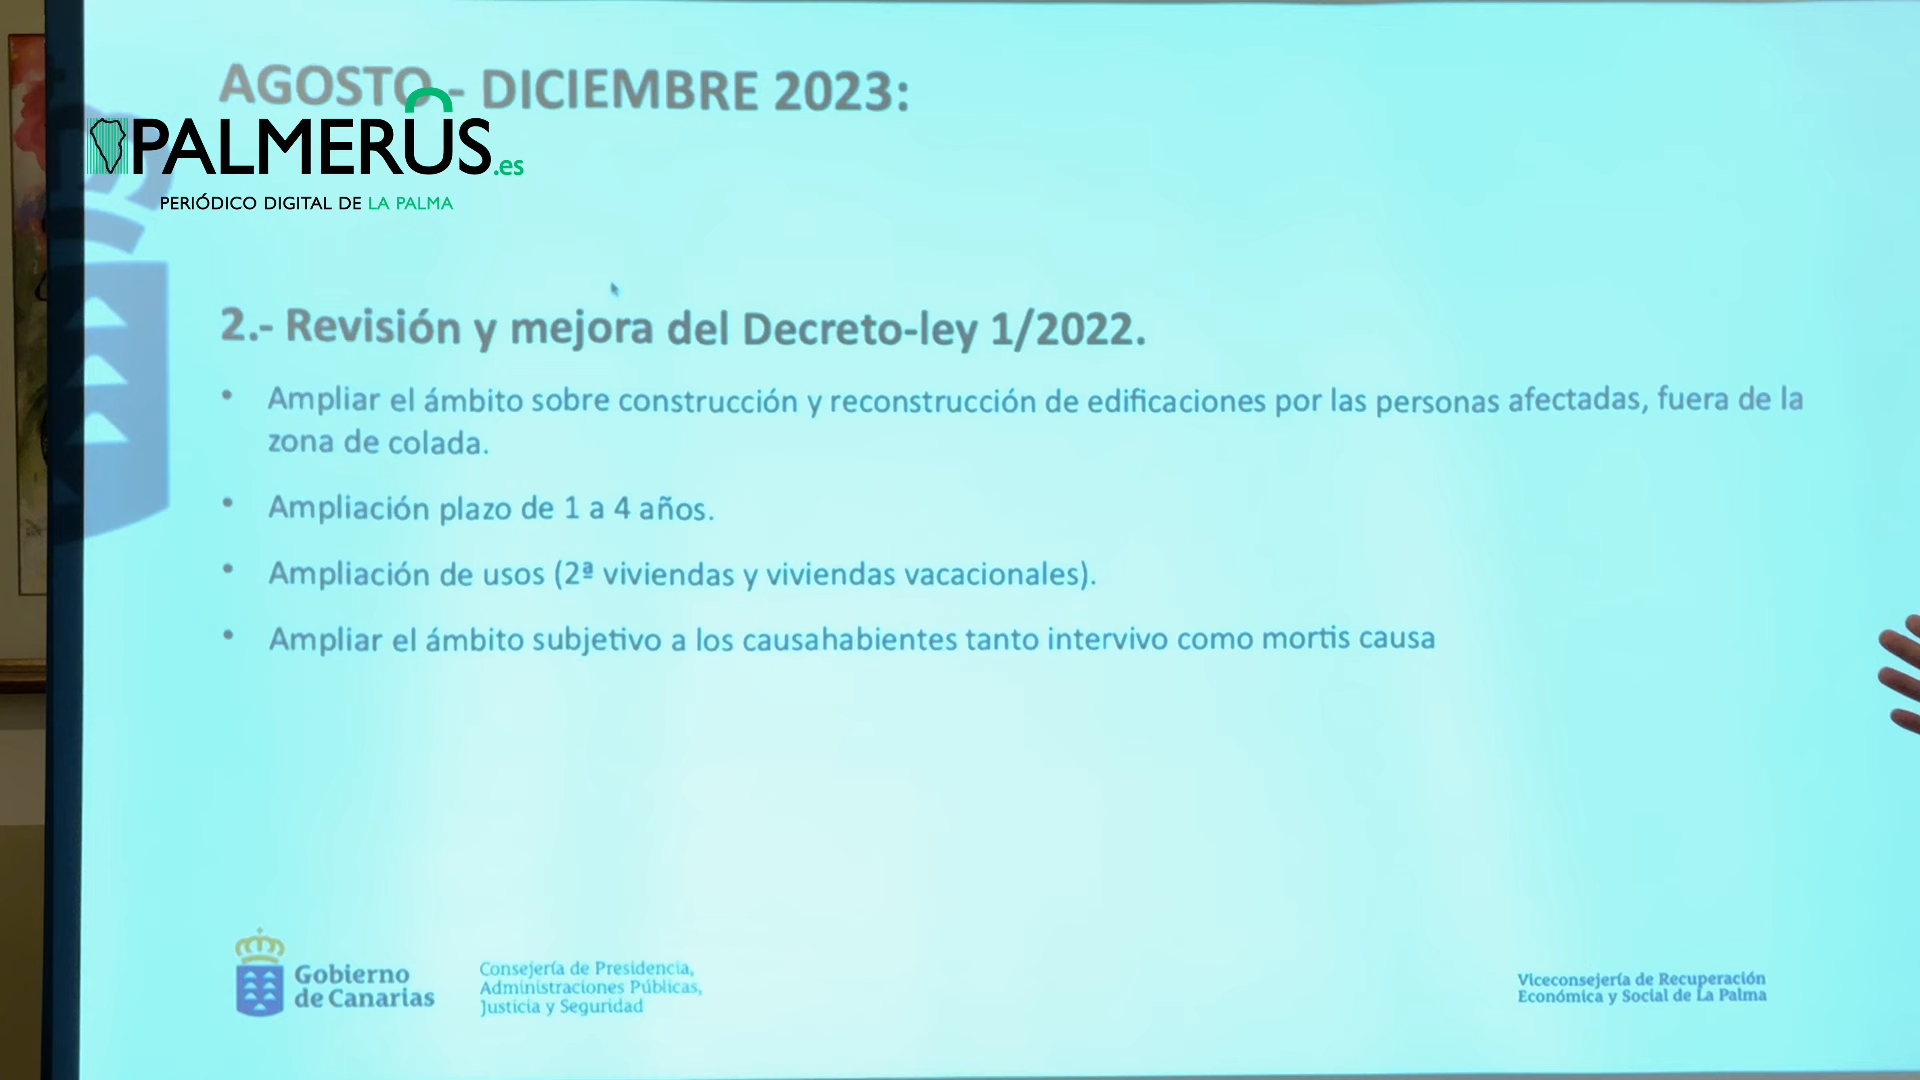 AGOSTO - DICIEMBRE 2023:
PALMERUS.es
PERIÓDICO DIGITAL DE LA PALMA
2.- Revisión y mejora del Decreto-ley 1/2022.
• Ampliar el ámbito sobre construcción y reconstrucción de edificaciones por las personas afectadas, fuera de la
zona de colada.
• Ampliación plazo de 1 a 4 años.
• Ampliación de usos (2ª viviendas y viviendas vacacionales).
• Ampliar el ámbito subjetivo a los causahabientes tanto intervivo como mortis causa
Gobierno
de Canarias
Consejería de Presidencia,
Administraciones Públicas,
Justicia y Seguridad
Viceconsejería de Recuperación
Económica y Social de La Palma